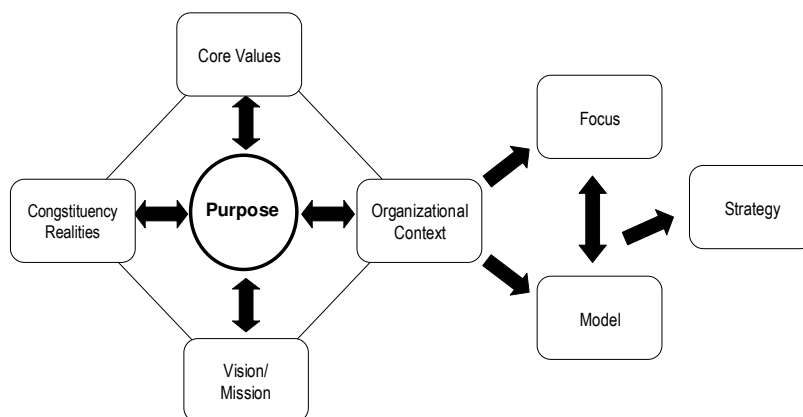 Core Values
Focus
Congstituency
Realities
Purpose
Organizational
Context
Strategy
Model
Vision/
Mission